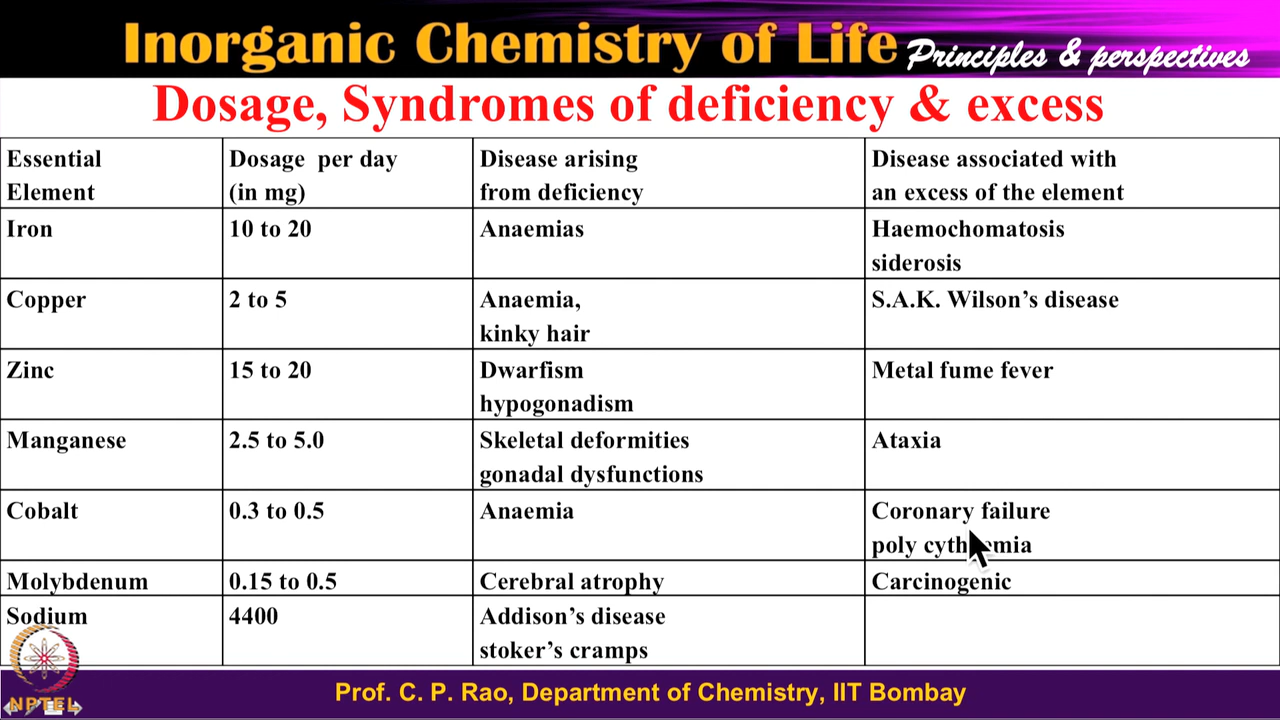 Inorganic Chemistry of Life Principles & perspectives
Dosage, Syndromes of deficiency & excess
Essential Element
Dosage per day (in mg)
Disease arising from deficiency
Disease associated with an excess of the element
Iron
10 to 20
Anaemias
Haemochomatosis
siderosis
Copper
2 to 5
Anaemia,
kinky hair
S.A.K. Wilson's disease
Zinc
15 to 20
Dwarfism
hypogonadism
Metal fume fever
Manganese
2.5 to 5.0
Skeletal deformities
gonadal dysfunctions
Ataxia
Cobalt
0.3 to 0.5
Anaemia
Coronary failure
poly
Molybdenum
0.15 to 0.5
Cerebral atrophy
Carcinogenic
Sodium
4400
Addison's disease
stoker's cramps
NPTEL
Prof. C. P. Rao, Department of Chemistry, IIT Bombay